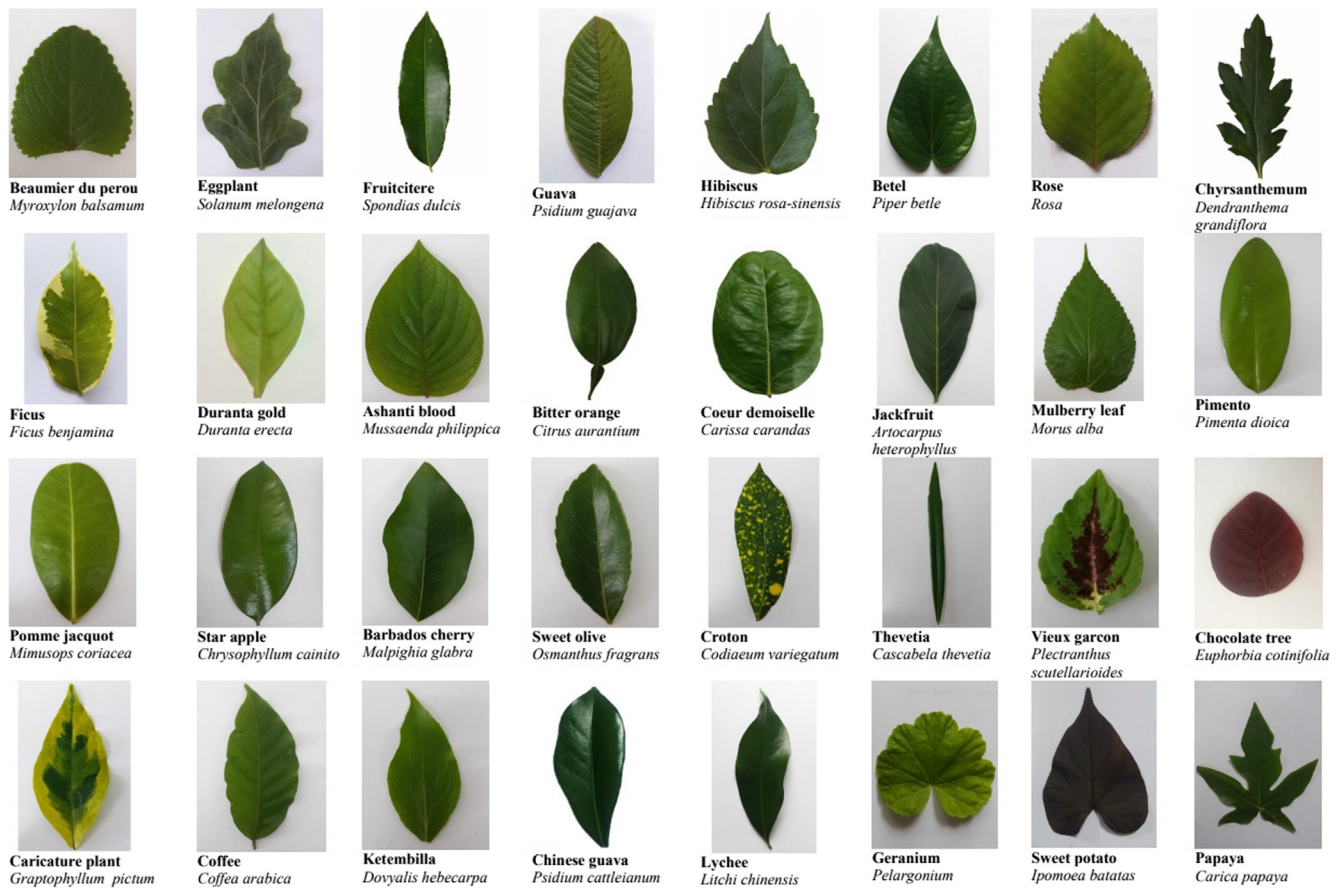 Beaumier du perou
Myroxylon balsamum
Eggplant
Solanum melongena
Fruitcitere
Spondias dulcis
Guava
Psidium guajava
Hibiscus
Hibiscus rosa-sinensis
Betel
Piper betle
Rose
Rosa
Chyrsanthemum
Dendranthema
grandiflora
Ficus
Ficus benjamina
Duranta gold
Duranta erecta
Ashanti blood
Mussaenda philippica
Bitter orange
Citrus aurantium
Coeur demoiselle
Carissa carandas
Jackfruit
Artocarpus
heterophyllus
Mulberry leaf
Morus alba
Pimento
Pimenta dioica
Pomme jacquot
Mimusops coriacea
Star apple
Chrysophyllum cainito
Barbados cherry
Malpighia glabra
Sweet olive
Osmanthus fragrans
Croton
Codiaeum variegatum
Thevetia
Cascabela thevetia
Vieux garcon
Plectranthus
scutellarioides
Chocolate tree
Euphorbia cotinifolia
Caricature plant
Graptophyllum pictum
Coffee
Coffea arabica
Ketembilla
Dovyalis hebecarpa
Chinese guava
Psidium cattleianum
Lychee
Litchi chinensis
Geranium
Pelargonium
Sweet potato
Ipomoea batatas
Papaya
Carica papaya